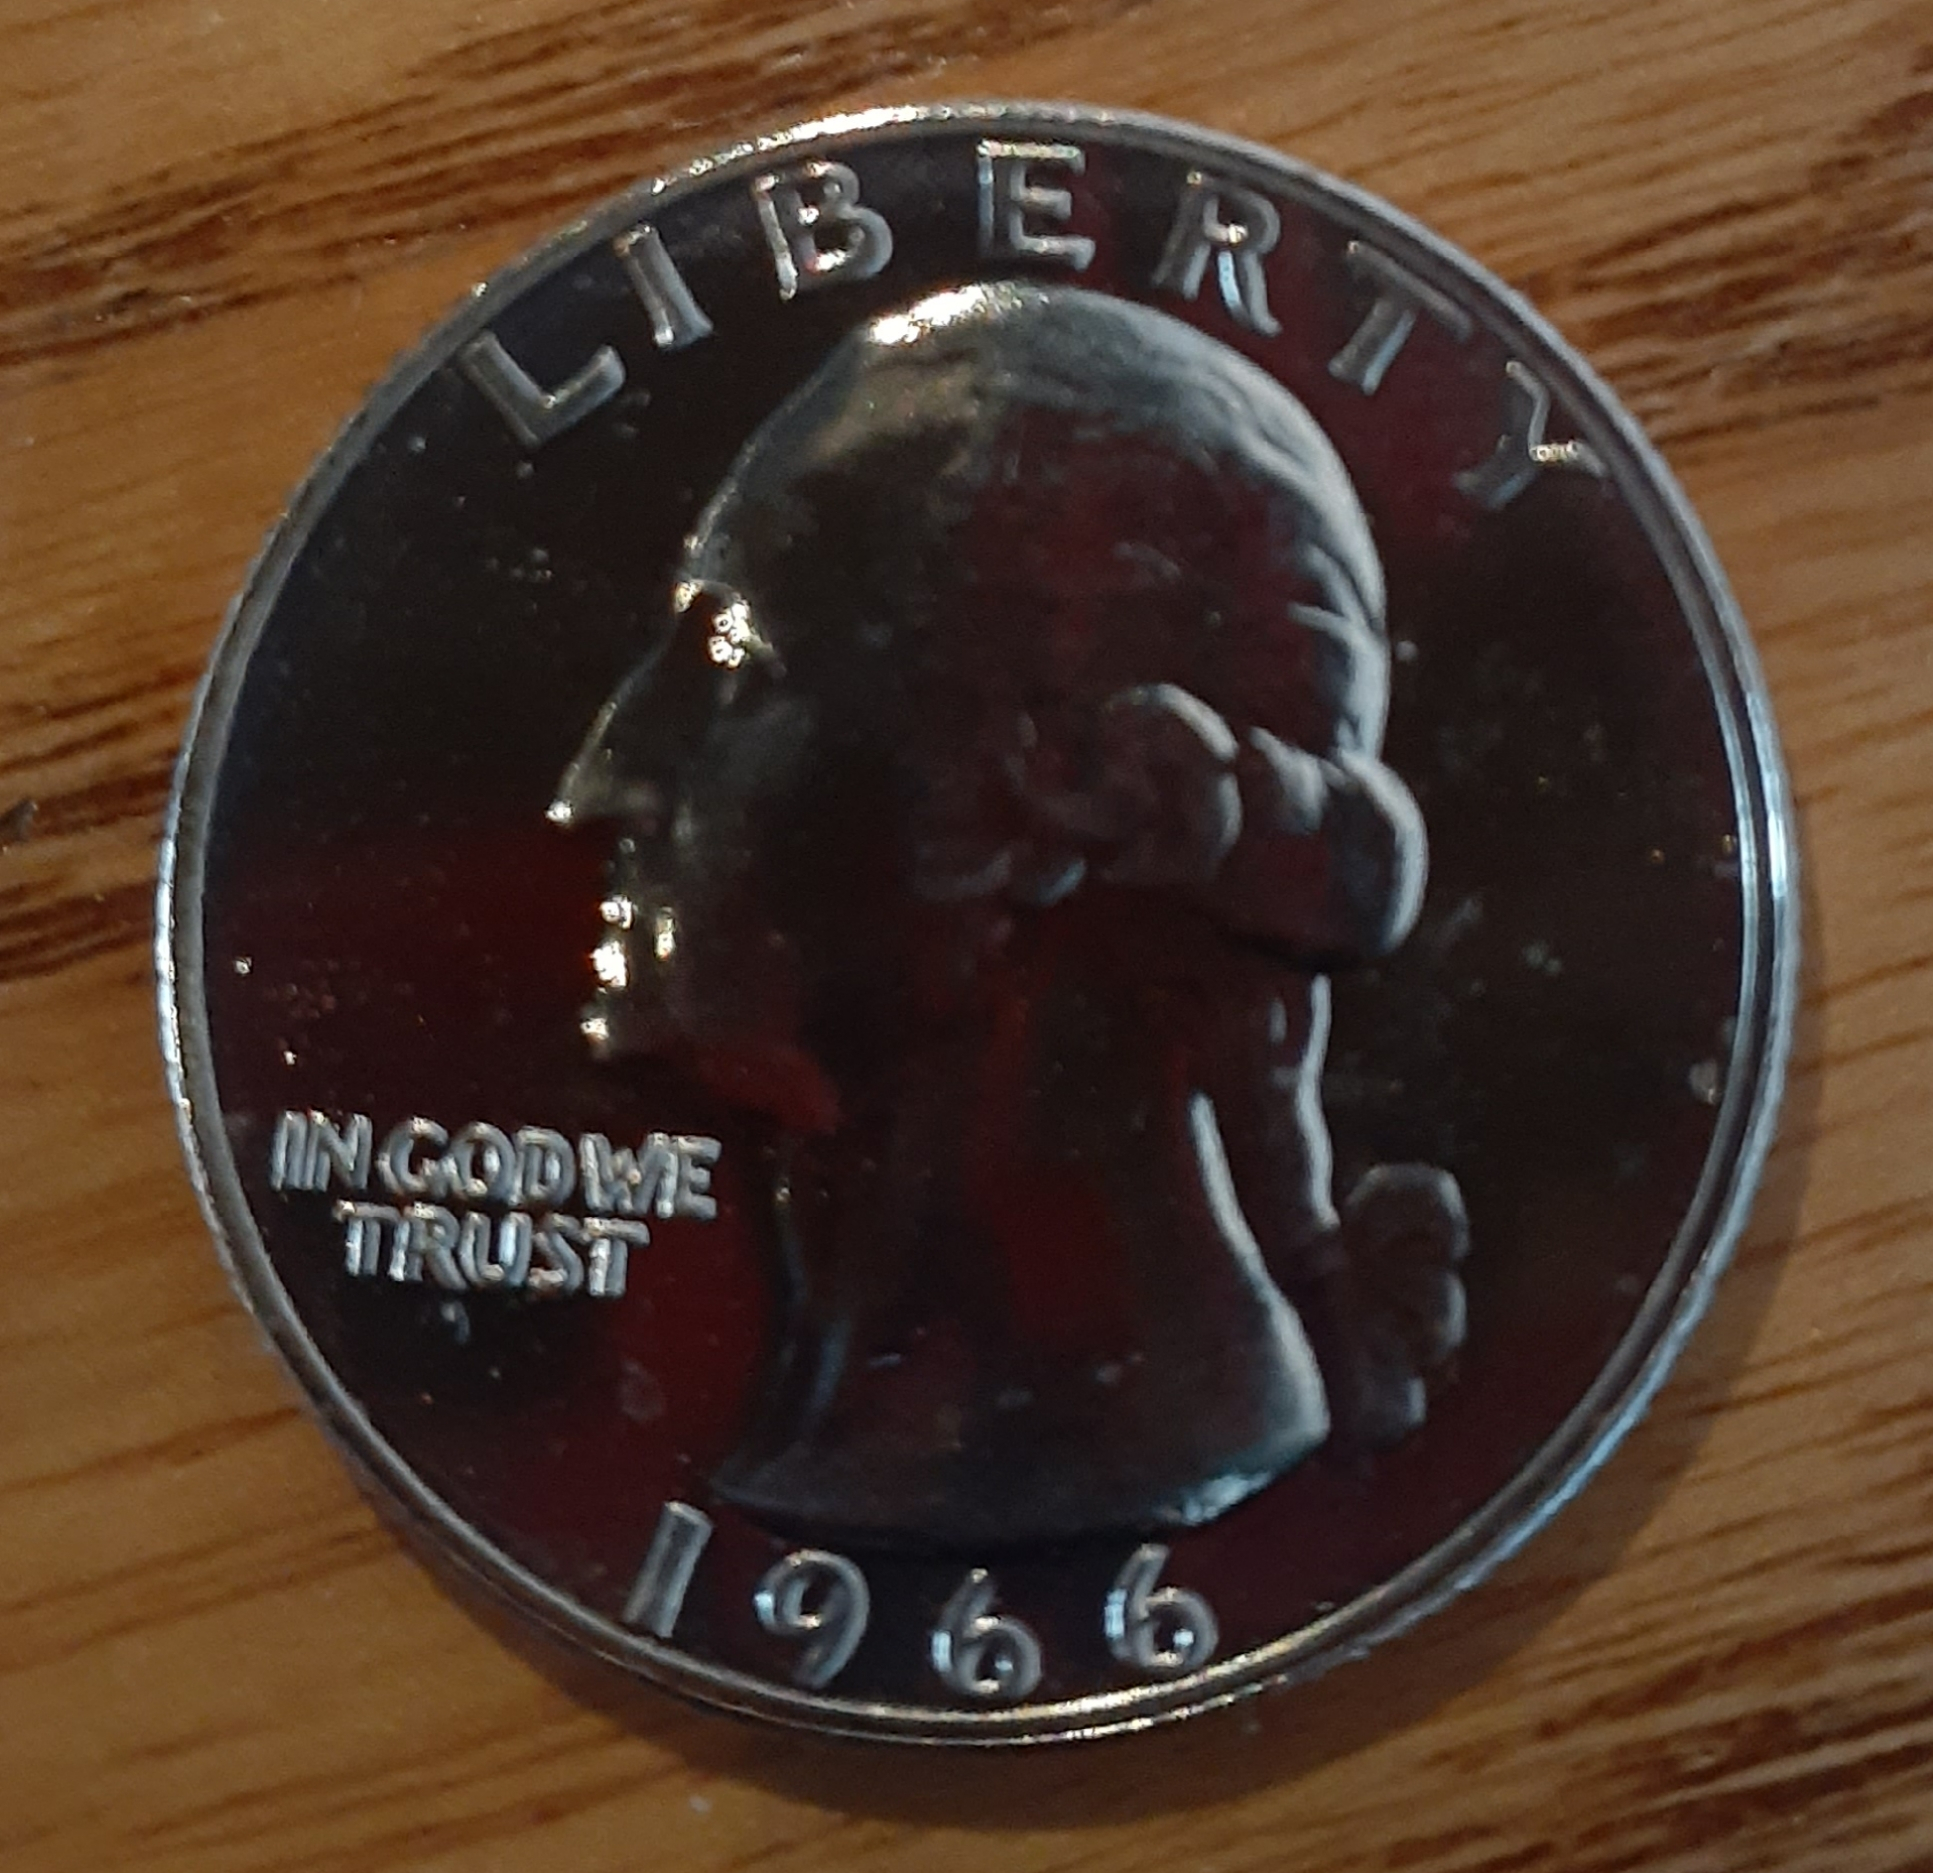 LIBERTY
IN GOD WE
TRUST
1966